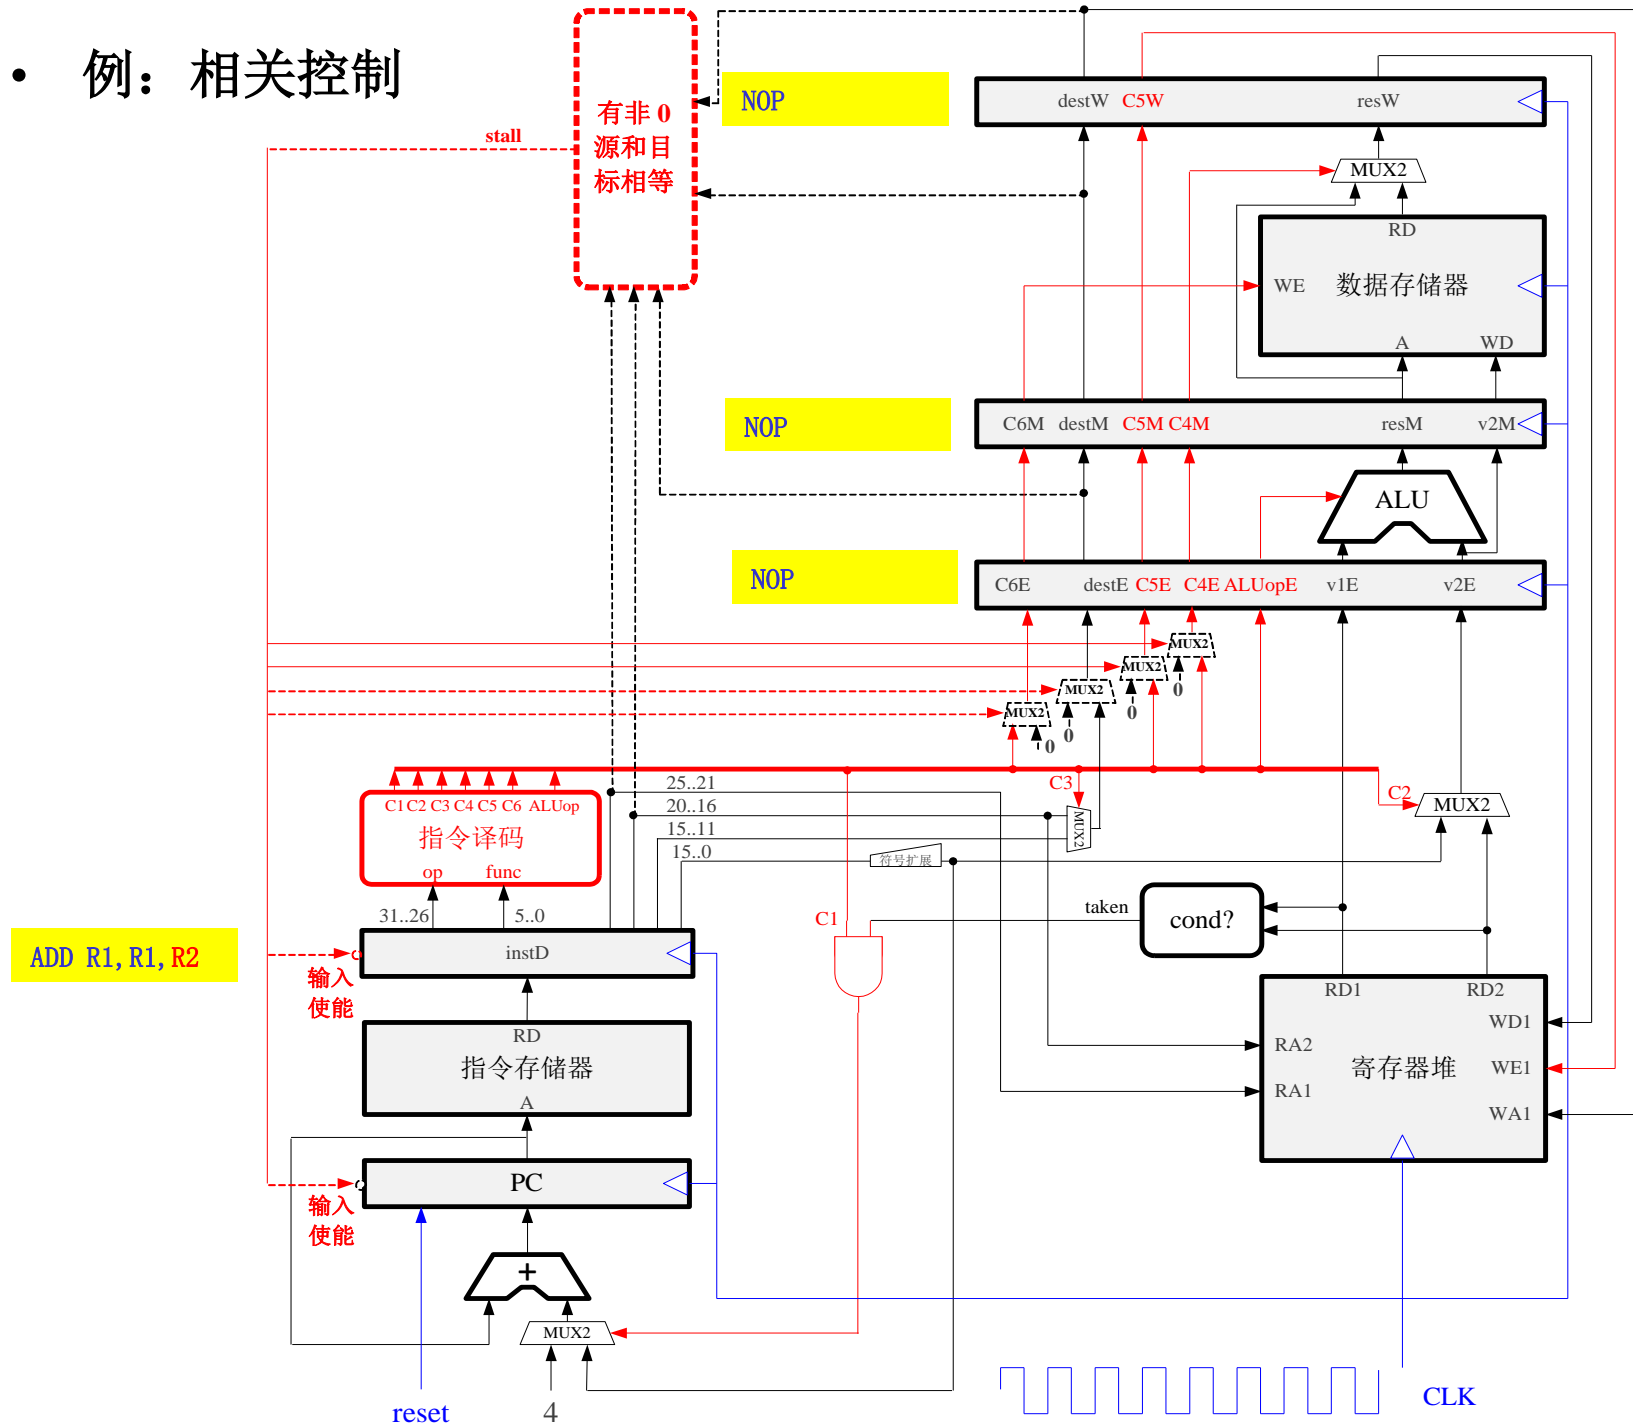 • 例：相关控制
有非 0
源和目
标相等
stall
NOP
destW C5W resW
MUX2
RD
WE 数据存储器
A WD
NOP
C6M destM C5M C4M resM v2M
ALU
NOP
C6E destE C5E C4E ALUopE v1E v2E
MUX2
0
MUX2
0
MUX2
0
MUX2
0
C1 C2 C3 C4 C5 C6 ALUop
指令译码
op func
31..26 5..0
25..21
20..16
15..11
15..0
符号扩展
C3
MUX2
C2
MUX2
C1
taken
cond?
ADD R1,R1,R2
instD
输入
使能
RD
指令存储器
A
PC
输入
使能
+
MUX2
reset
4
RD1 RD2
WD1
RA2
寄存器堆
WE1
RA1
WA1
CLK